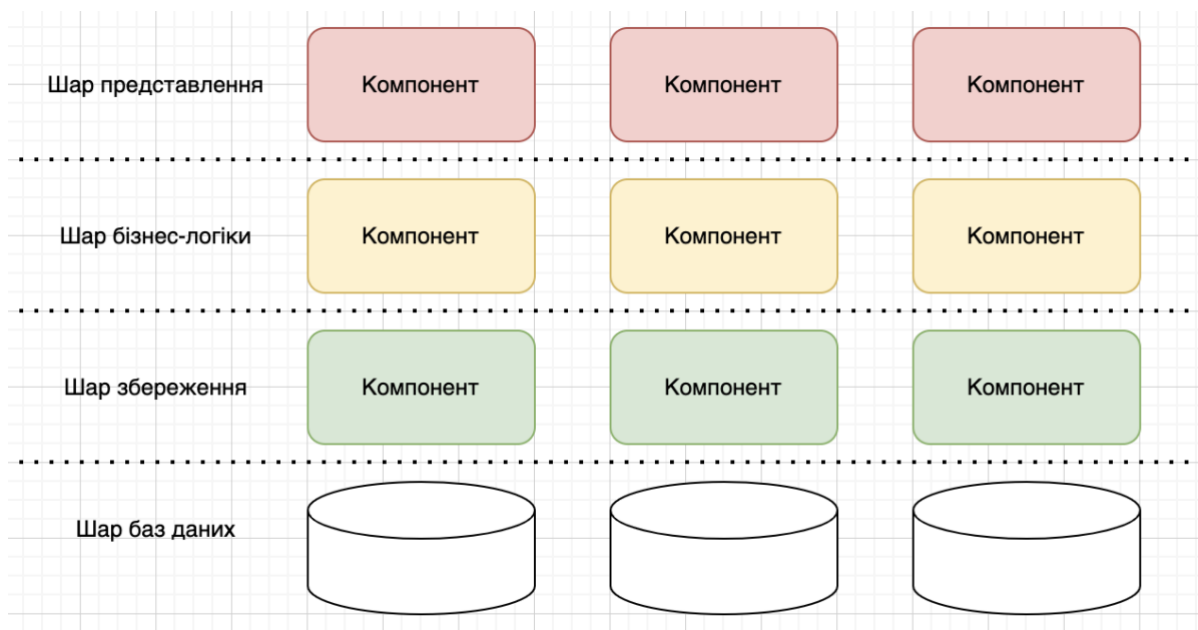 Шар представлення
Компонент
Компонент
Компонент
Шар бізнес-логіки
Компонент
Компонент
Компонент
Шар збереження
Компонент
Компонент
Компонент
Шар баз даних